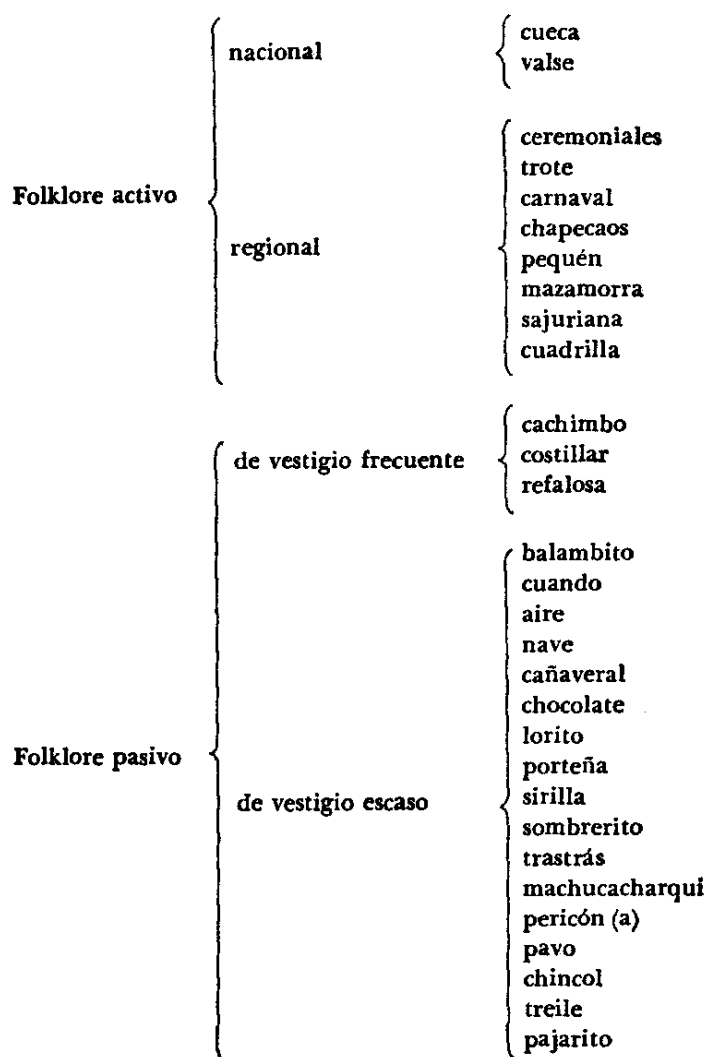 cueca
nacional
valse
ceremoniales
trote
carnaval
Folklore activo
chapecaos
regional
pequén
mazamorra
sajuriana
cuadrilla
cachimbo
de vestigio frecuente
costillar
refalosa
balambito
cuando
aire
nave
cañaveral
chocolate
lorito
Folklore pasivo
porteña
sirilla
de vestigio escaso
sombrerito
trastrás
machucacharqui
pericón (a)
pavo
chincol
treile
pajarito